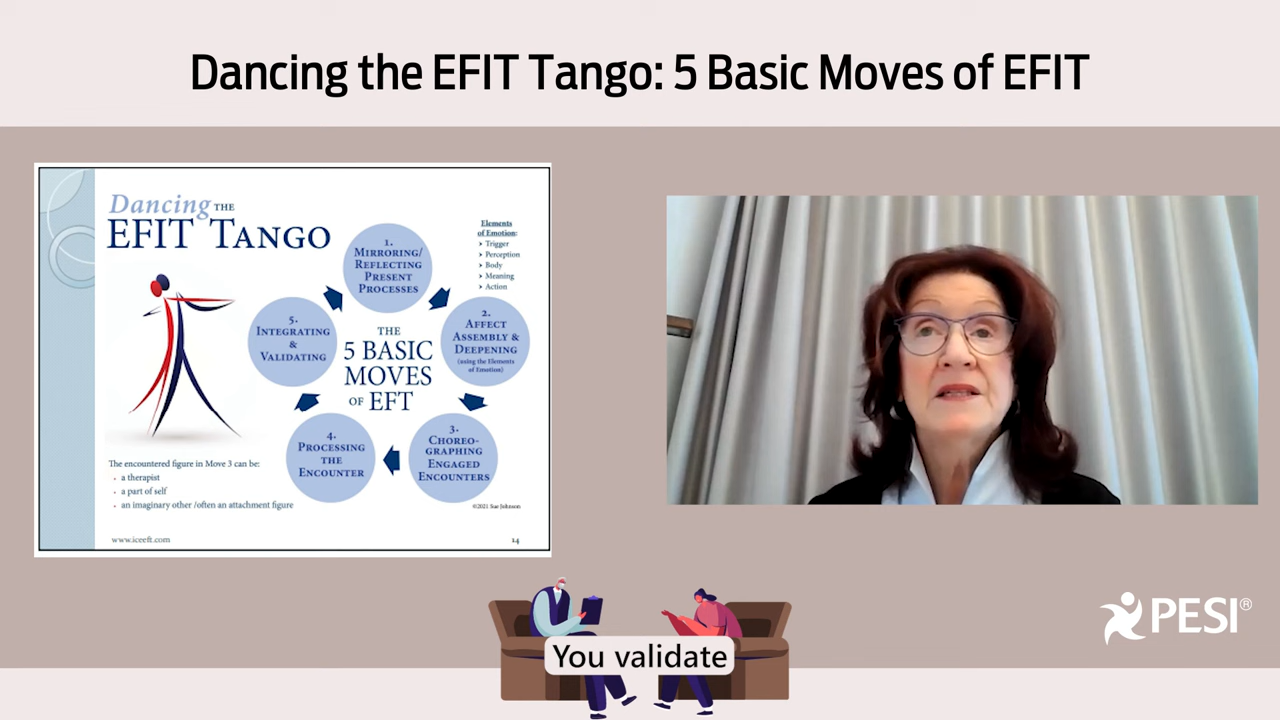 Dancing the EFIT Tango: 5 Basic Moves of EFIT
Dancing THE
EFIT TANGO
1.
MIRRORING/
REFLECTING
PRESENT
PROCESSES
Elements
of Emotion:
Trigger
Perception
Body
Meaning
Action
2.
AFFECT
ASSEMBLY &
DEEPENING
(using the Elements
of Emotion)
3.
CHOREO-
GRAPHING
ENGAGED
ENCOUNTERS
4.
PROCESSING
THE
ENCOUNTER
5.
INTEGRATING
&
VALIDATING
THE
5 BASIC
MOVES
OF EFT
The encountered figure in Move 3 can be:
• a therapist
• a part of self
• an imaginary other /often an attachment figure
©2021 Sue Johnson
www.iceeft.com
14
PESI®
You validate